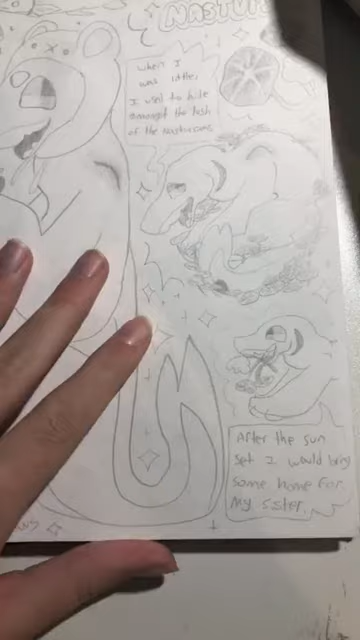 NASTUR
when I
was little,
I used to hide
amongst the
of the nasturtiums
After the sun
set I would bring
some home for
my sister.